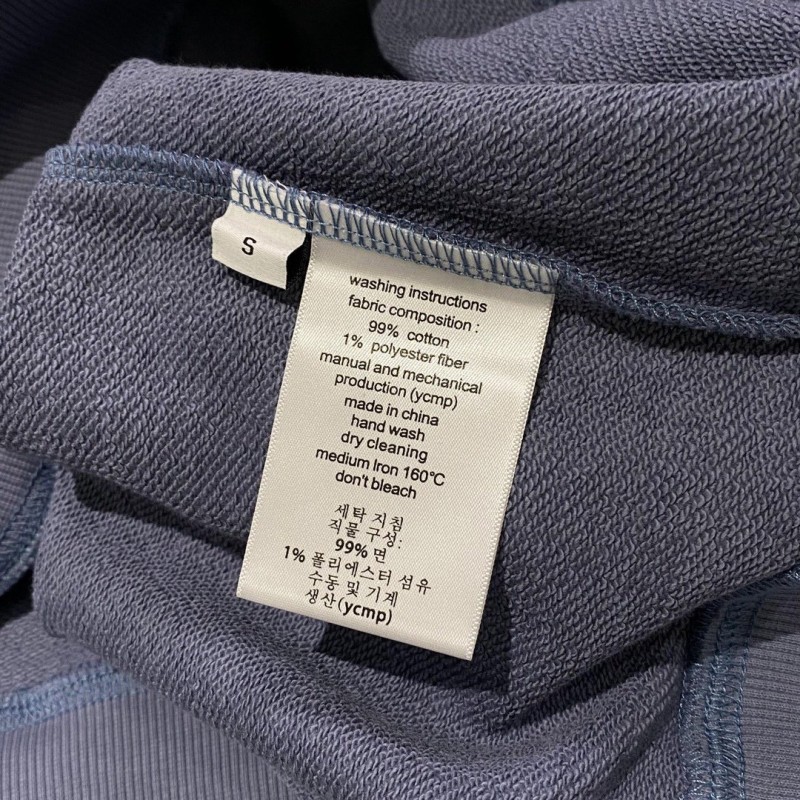 S
washing instructions
fabric composition :
99% cotton
1% polyester fiber
manual and mechanical
production (ycmp)
made in china
hand wash
dry cleaning
medium Iron 160℃
don't bleach
세탁 지침
직물 구성:
99% 면
1% 폴리에스터 섬유
수동 및 기계
생산(ycmp)